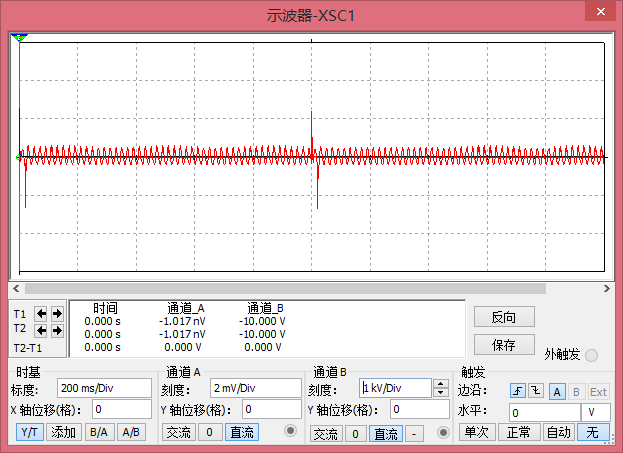 示波器-XSC1
T1
T2
T2-T1
时间 通道_A 通道_B
0.000 s -1.017 nV -10.000 V
0.000 s -1.017 nV -10.000 V
0.000 s 0.000 V 0.000 V
反向
保存
外触发
时基
标度: 200 ms/Div
X 轴位移(格): 0
Y/T 添加 B/A A/B
通道 A
刻度: 2 mV/Div
Y 轴位移(格): 0
交流 0 直流
通道 B
刻度: 1 kV/Div
Y 轴位移(格): 0
交流 0 直流 -
触发
边沿: A B Ext
水平: 0 V
单次 正常 自动 无